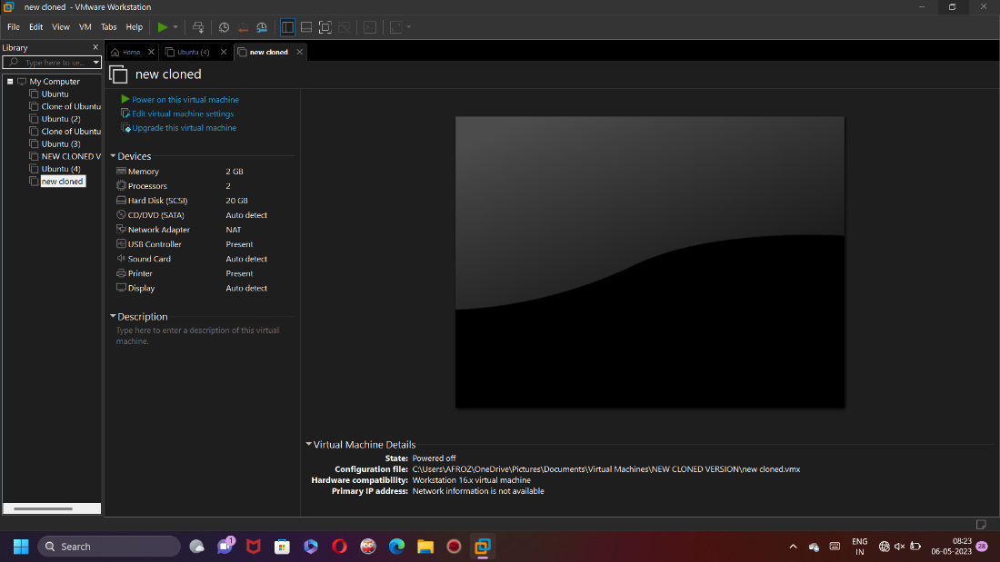 new cloned - VMware Workstation
File Edit View VM Tabs Help
Library
Type here to se...
My Computer
Ubuntu
Clone of Ubuntu
Ubuntu (2)
Clone of Ubuntu
Ubuntu (3)
NEW CLONED V
Ubuntu (4)
new cloned
Home Ubuntu (4) new cloned
new cloned
Power on this virtual machine
Edit virtual machine settings
Upgrade this virtual machine
Devices
Memory 2 GB
Processors 2
Hard Disk (SCSI) 20 GB
CD/DVD (SATA) Auto detect
Network Adapter NAT
USB Controller Present
Sound Card Auto detect
Printer Present
Display Auto detect
Description
Type here to enter a description of this virtual
machine.
Virtual Machine Details
State: Powered off
Configuration file: C:\Users\AFROZ\OneDrive\Pictures\Documents\Virtual Machines\NEW CLONED VERSION\new cloned.vmx
Hardware compatibility: Workstation 16.x virtual machine
Primary IP address: Network information is not available
Search
1
ENG
IN
08:23
06-05-2023
28